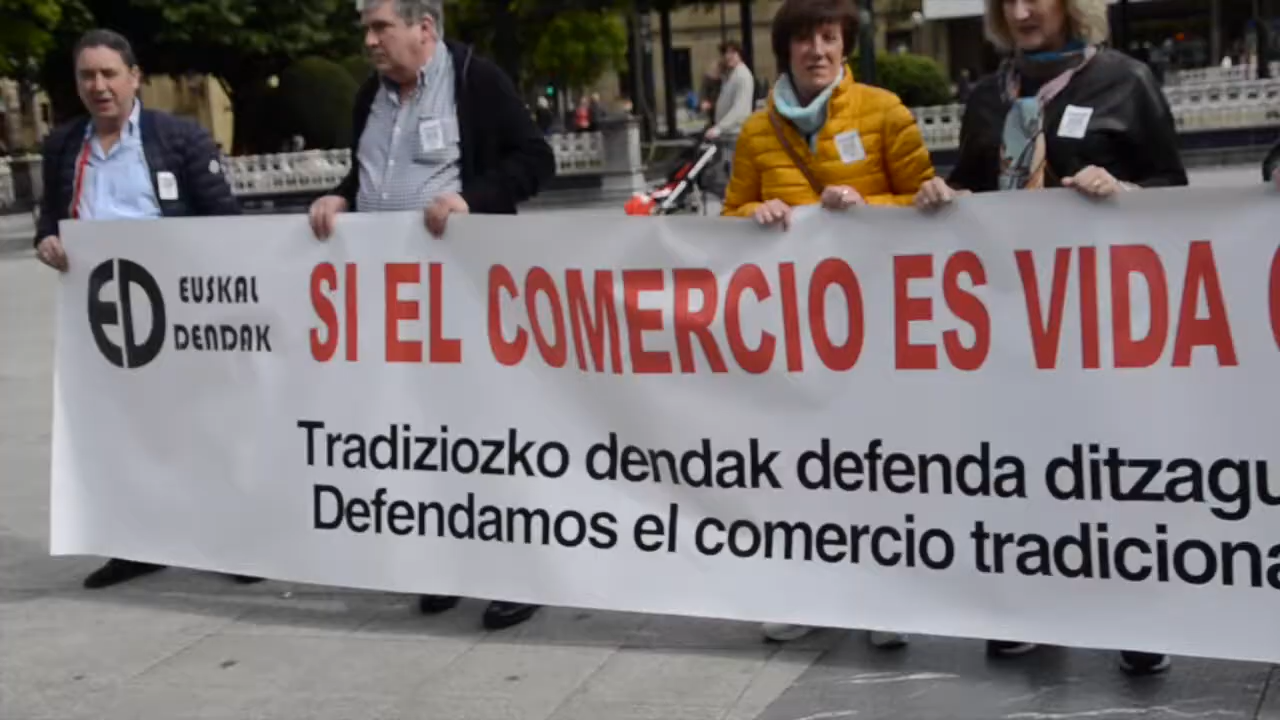 ED
EUSKAL
DENDAK
SI EL COMERCIO ES VIDA
Tradiziozko dendak defenda ditzagu
Defendamos el comercio tradiciona